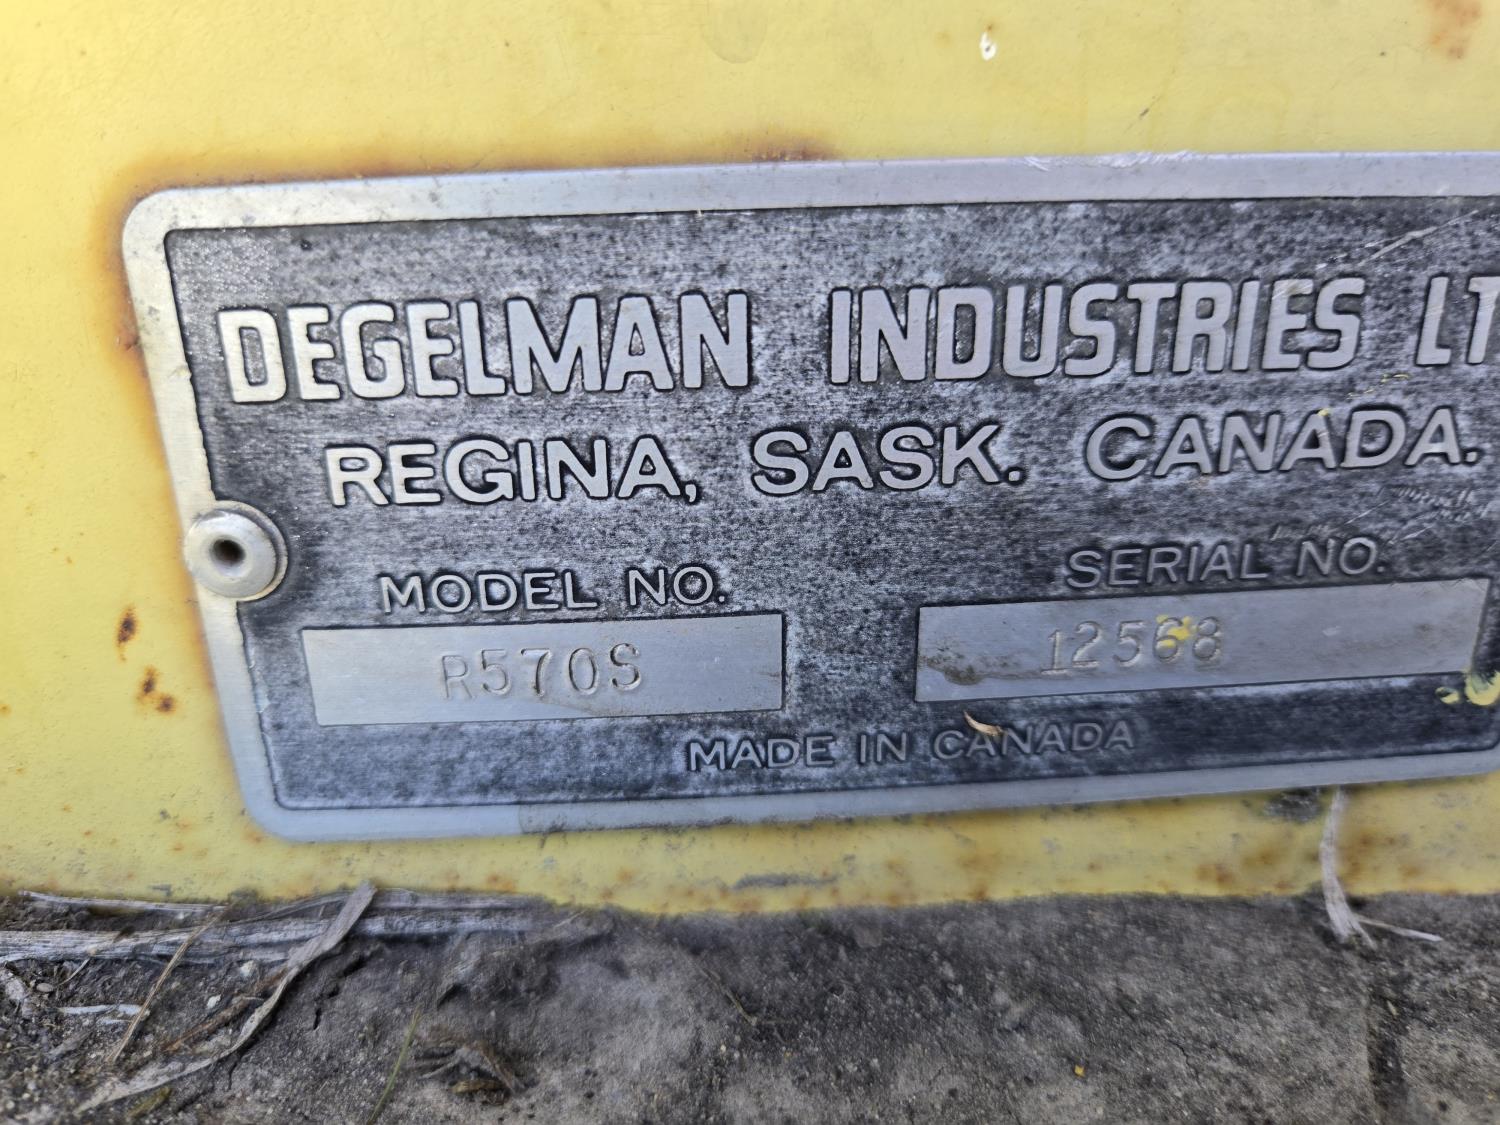 DEGELMAN INDUSTRIES LT
REGINA, SASK. CANADA.
MODEL NO. SERIAL NO.
R570S 12568
MADE IN CANADA